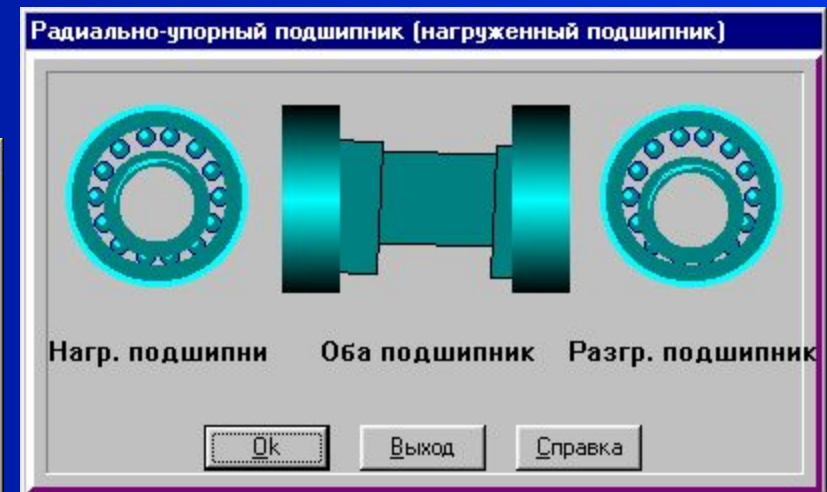 Радиально-упорный подшипник (нагруженный подшипник)
Нагр. подшипни Оба подшипник Разгр. подшипник
Ok Выход Справка